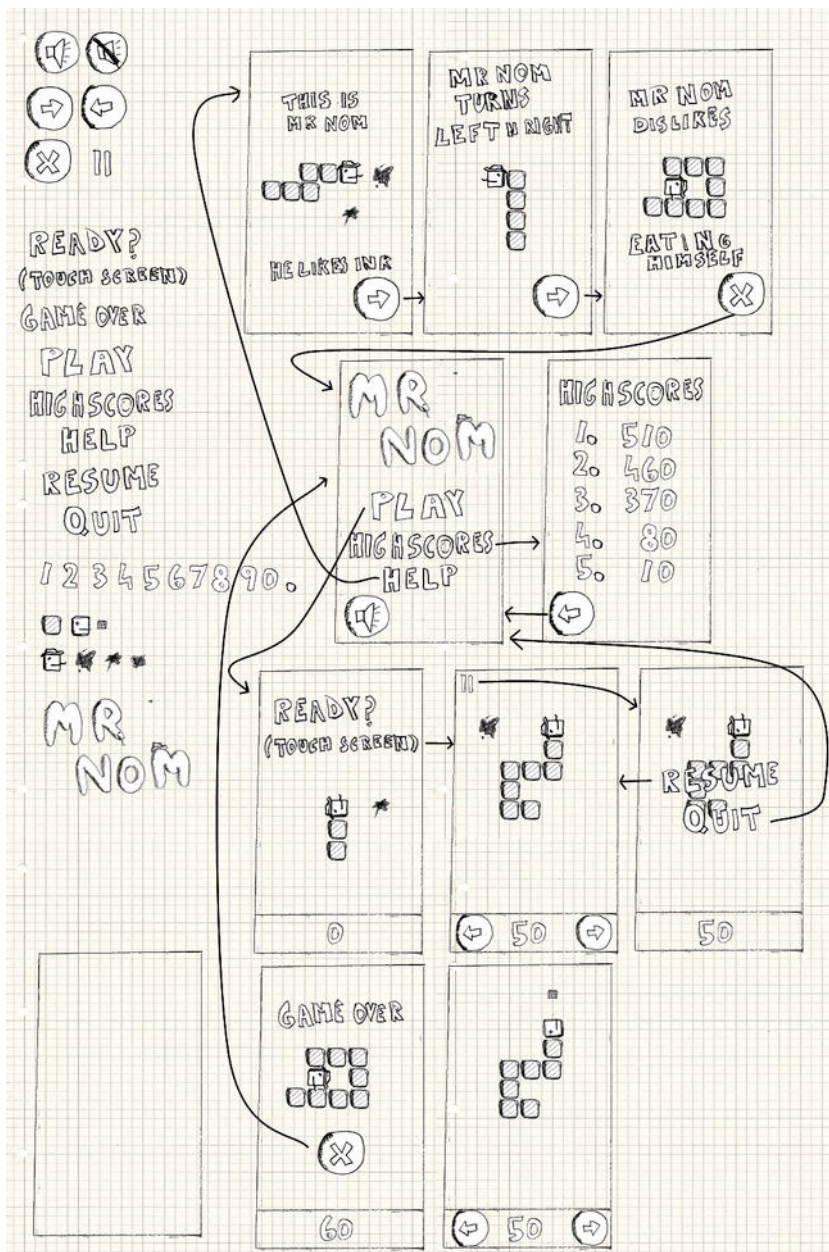 READY?
(TOUCH SCREEN)
GAME OVER
PLAY
HIGHSCORES
HELP
RESUME
QUIT
1234567890.
MR
NOM
THIS IS
MR NOM
HE LIKES INK
MR NOM
TURNS
LEFT N RIGHT
MR NOM
DISLIKES
EATING
HIMSELF
MR
NOM
PLAY
HIGHSCORES
HELP
HIGHSCORES
1. 510
2. 460
3. 370
4. 80
5. 10
READY?
(TOUCH SCREEN)
0
50
RESUME
QUIT
50
GAME OVER
60
50